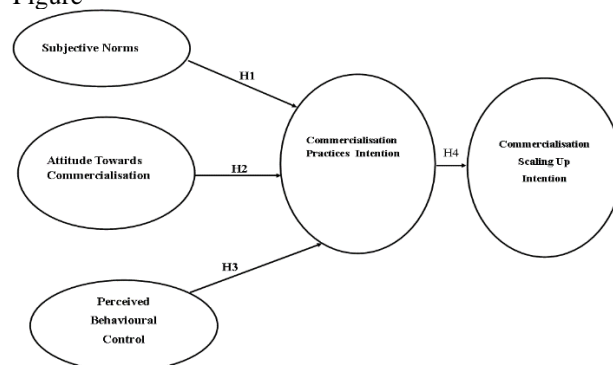 Figure
Subjective Norms
H1
Attitude Towards
Commercialisation
H2
Perceived
Behavioural
Control
H3
Commercialisation
Practices Intention
H4
Commercialisation
Scaling Up
Intention